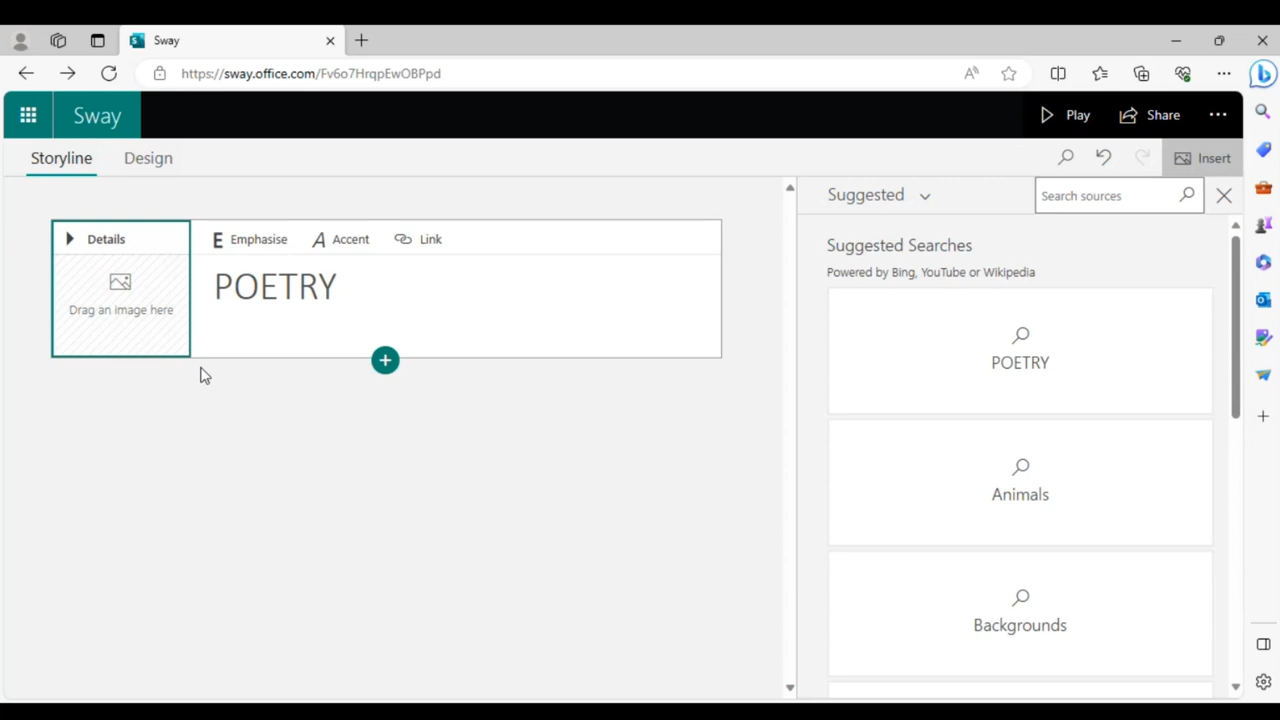 Sway
https://sway.office.com/Fv6o7HrqpEwOBPpd
Sway
Play
Share
Storyline
Design
Insert
Details
E Emphasise
A Accent
Link
Drag an image here
POETRY
Suggested
Search sources
Suggested Searches
Powered by Bing, YouTube or Wikipedia
POETRY
Animals
Backgrounds